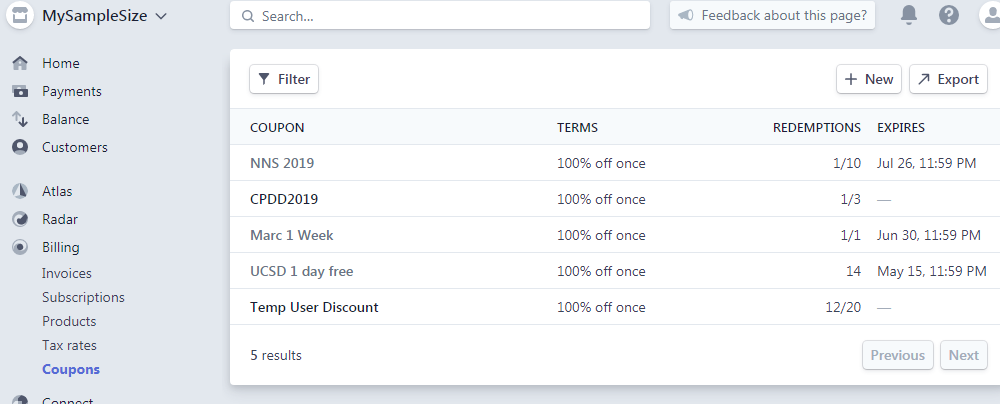 MySampleSize
Search...
Feedback about this page?
Home
Payments
Balance
Customers
Atlas
Radar
Billing
Invoices
Subscriptions
Products
Tax rates
Coupons
Connect
Filter
New
Export
COUPON TERMS REDEMPTIONS EXPIRES
NNS 2019 100% off once 1/10 Jul 26, 11:59 PM
CPDD2019 100% off once 1/3 —
Marc 1 Week 100% off once 1/1 Jun 30, 11:59 PM
UCSD 1 day free 100% off once 14 May 15, 11:59 PM
Temp User Discount 100% off once 12/20 —
5 results
Previous
Next